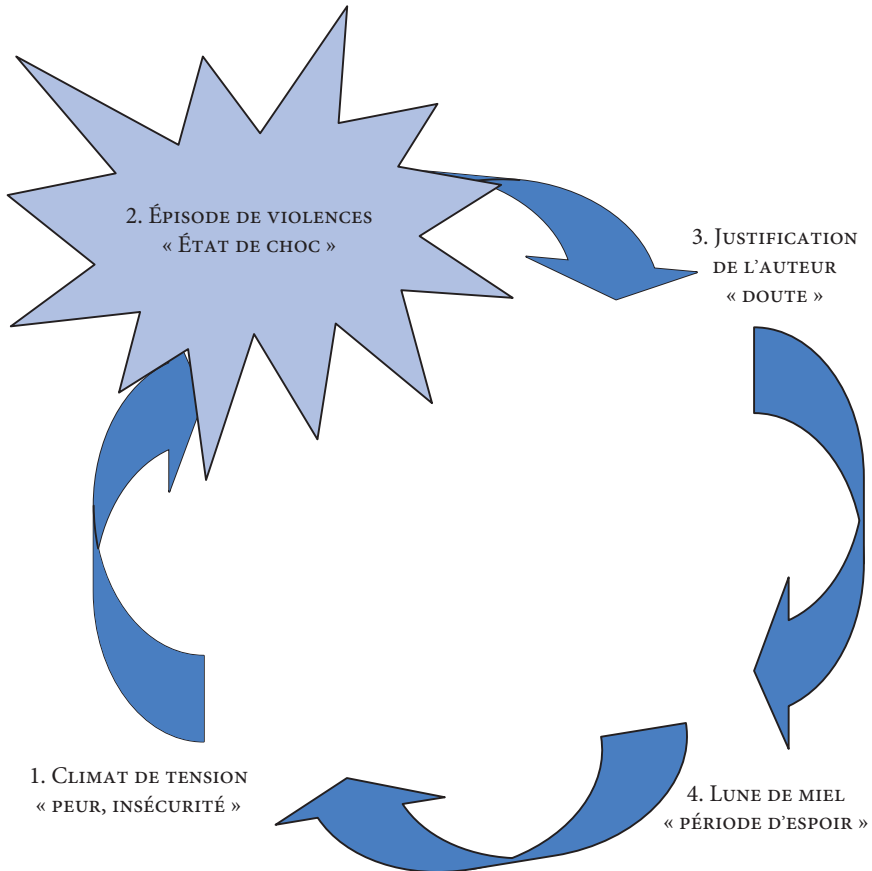 2. Épisode de violences
« État de choc »
3. Justification
de l'auteur
« doute »
1. Climat de tension
« peur, insécurité »
4. Lune de miel
« période d'espoir »